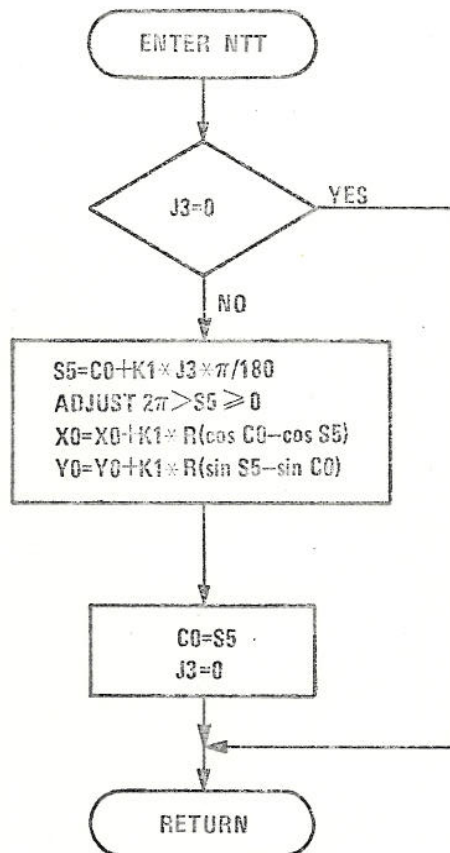 ENTER NTT
J3=0
YES
NO
S5=C0+K1*J3*π/180
ADJUST 2π>S5≥0
X0=X0+K1*R(cos C0-cos S5)
Y0=Y0+K1*R(sin S5-sin C0)
C0=S5
J3=0
RETURN